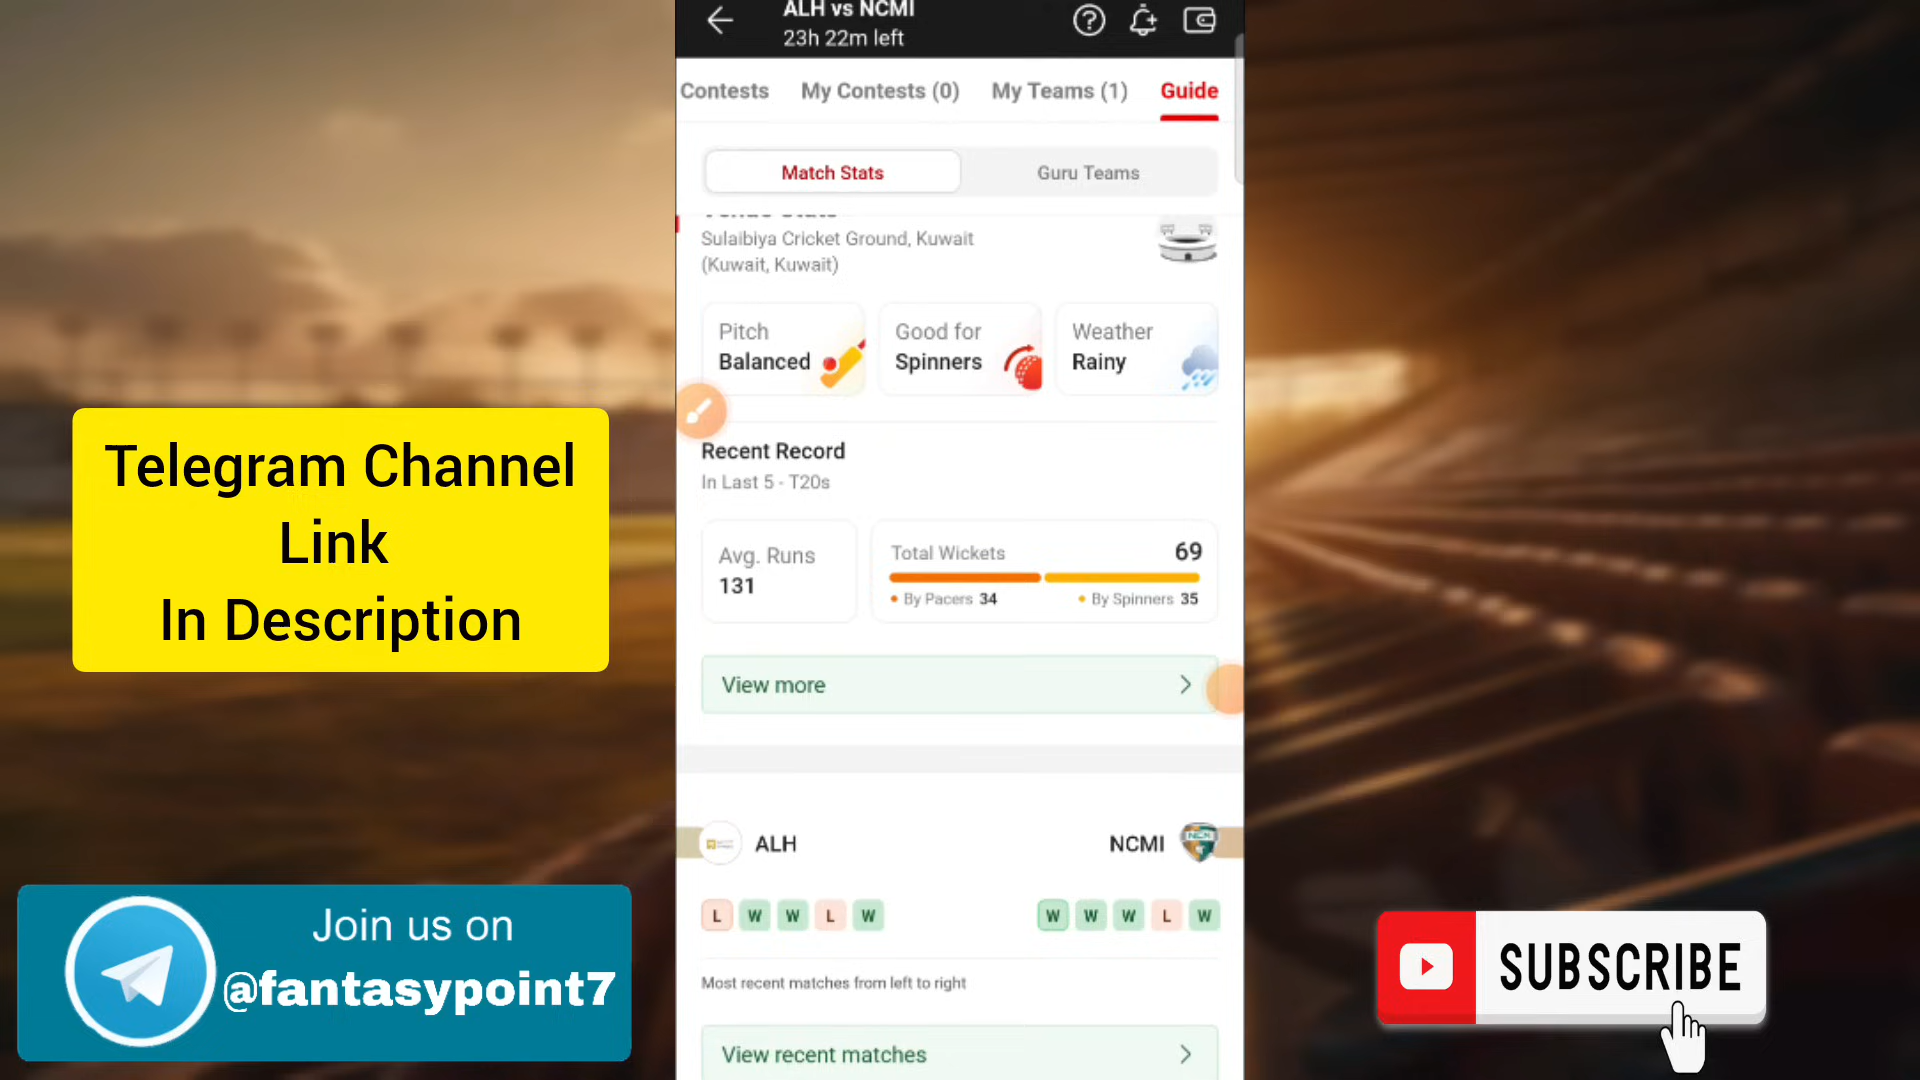 ALH vs NCMI
23h 22m left
Contests
My Contests (0)
My Teams (1)
Guide
Match Stats
Guru Teams
Sulaibiya Cricket Ground, Kuwait
(Kuwait, Kuwait)
Pitch
Balanced
Good for
Spinners
Weather
Rainy
Recent Record
In Last 5 - T20s
Avg. Runs
131
Total Wickets
69
By Pacers 34
By Spinners 35
View more
ALH
NCMI
L W W L W
W W W L W
Most recent matches from left to right
View recent matches
Telegram Channel
Link
In Description
Join us on
@fantasypoint7
SUBSCRIBE